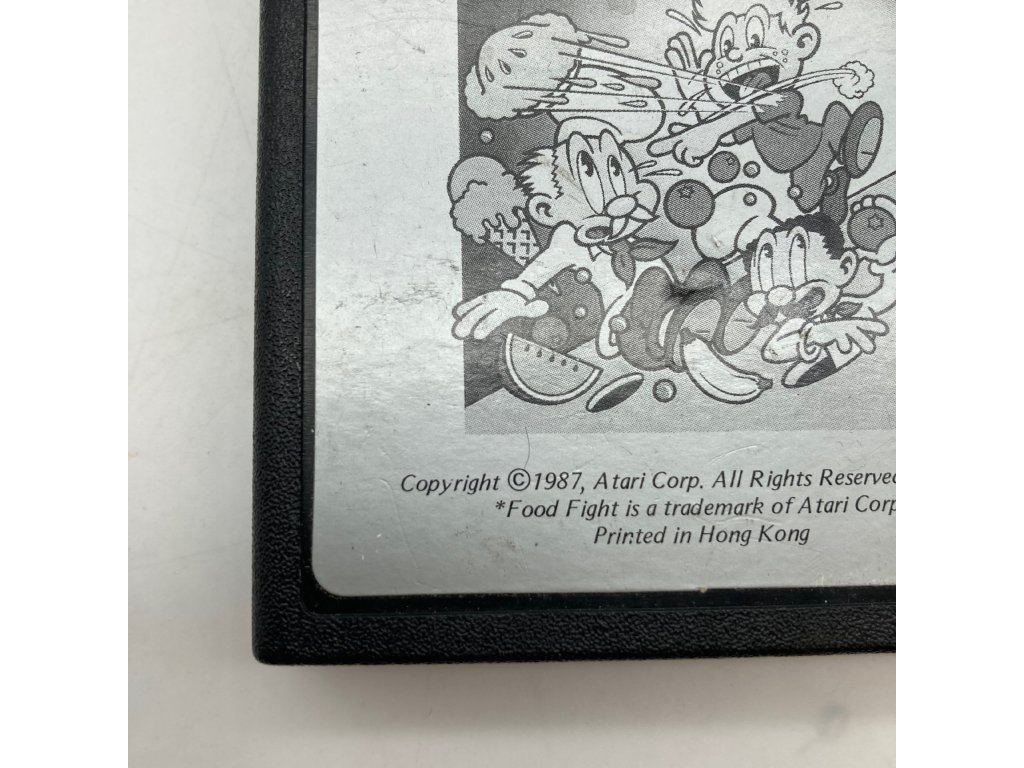 Copyright ©1987, Atari Corp. All Rights Reserved
*Food Fight is a trademark of Atari Corp
Printed in Hong Kong